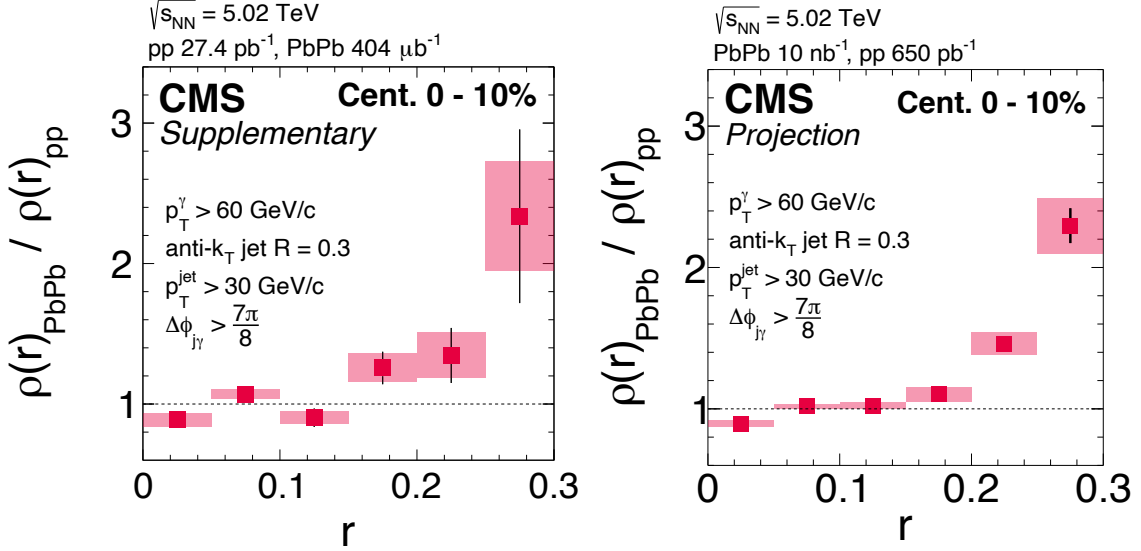 √s_NN = 5.02 TeV
pp 27.4 pb⁻¹, PbPb 404 μb⁻¹
CMS Cent. 0 - 10%
Supplementary
p_T^γ > 60 GeV/c
anti-k_T jet R = 0.3
p_T^jet > 30 GeV/c
Δϕ_jγ > 7π/8
ρ(r)_PbPb / ρ(r)_pp
3
2
1
0 0.1 0.2 0.3
r
√s_NN = 5.02 TeV
PbPb 10 nb⁻¹, pp 650 pb⁻¹
CMS Cent. 0 - 10%
Projection
p_T^γ > 60 GeV/c
anti-k_T jet R = 0.3
p_T^jet > 30 GeV/c
Δϕ_jγ > 7π/8
ρ(r)_PbPb / ρ(r)_pp
3
2
1
0 0.1 0.2 0.3
r